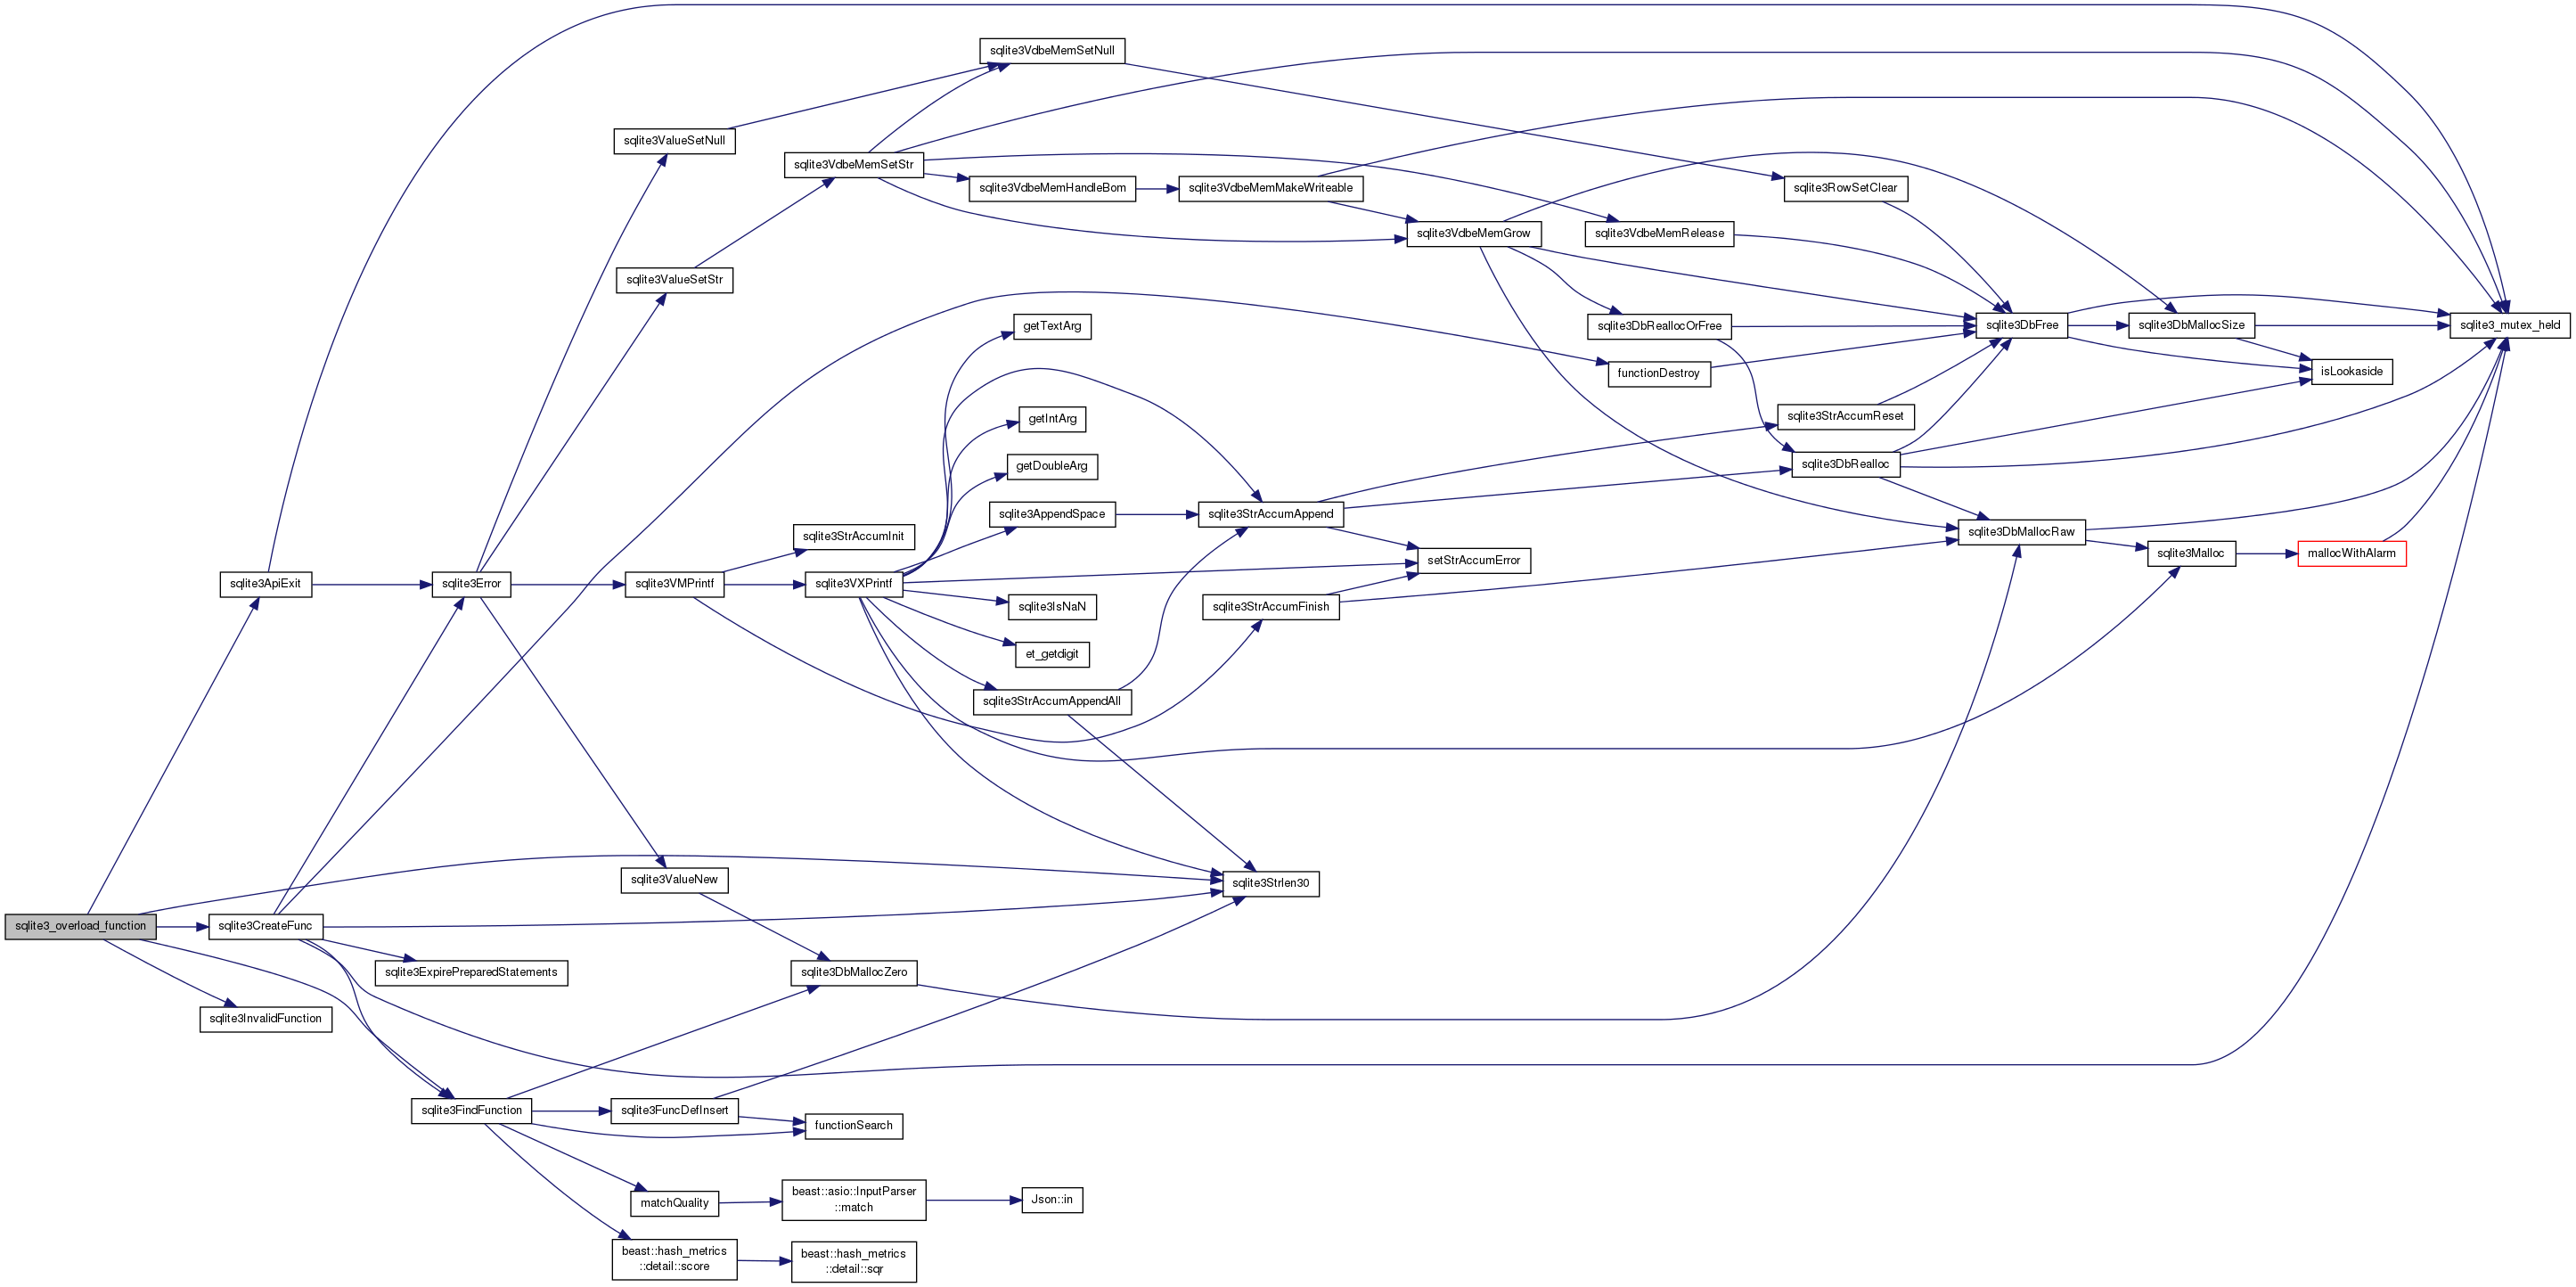 sqlite3VdbeMemSetNull
sqlite3ValueSetNull
sqlite3VdbeMemSetStr
sqlite3VdbeMemHandleBom
sqlite3VdbeMemMakeWriteable
sqlite3RowSetClear
sqlite3VdbeMemGrow
sqlite3VdbeMemRelease
sqlite3ValueSetStr
getTextArg
sqlite3DbReallocOrFree
sqlite3DbFree
sqlite3DbMallocSize
sqlite3_mutex_held
functionDestroy
isLookaside
getIntArg
sqlite3StrAccumReset
getDoubleArg
sqlite3DbRealloc
sqlite3AppendSpace
sqlite3StrAccumAppend
sqlite3StrAccumInit
sqlite3DbMallocRaw
sqlite3Malloc
mallocWithAlarm
setStrAccumError
sqlite3ApiExit
sqlite3Error
sqlite3VMPrintf
sqlite3VXPrintf
sqlite3IsNaN
sqlite3StrAccumFinish
et_getdigit
sqlite3StrAccumAppendAll
sqlite3ValueNew
sqlite3Strlen30
sqlite3_overload_function
sqlite3CreateFunc
sqlite3ExpirePreparedStatements
sqlite3DbMallocZero
sqlite3InvalidFunction
sqlite3FindFunction
sqlite3FuncDefInsert
functionSearch
matchQuality
beast::asio::InputParser
::match
Json::in
beast::hash_metrics
::detail::score
beast::hash_metrics
::detail::sqr